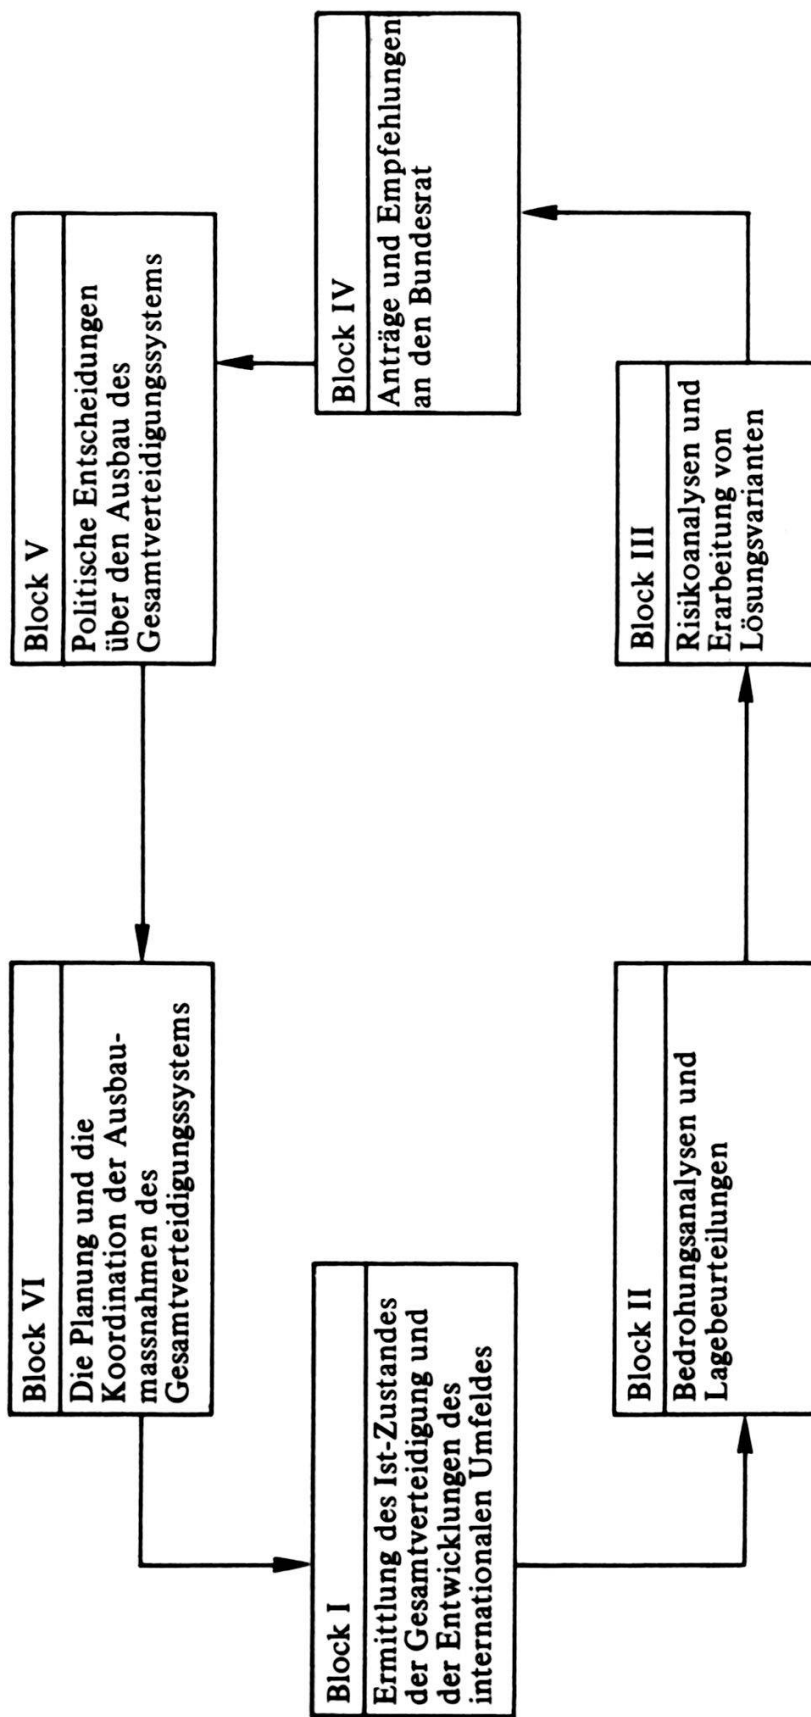 Block VI
Die Planung und die
Koordination der Ausbau-
massnahmen des
Gesamtverteidigungssystems
Block V
Politische Entscheidungen
über den Ausbau des
Gesamtverteidigungssystems
Block I
Ermittlung des Ist-Zustandes
der Gesamtverteidigung und
der Entwicklungen des
internationalen Umfeldes
Block IV
Anträge und Empfehlungen
an den Bundesrat
Block II
Bedrohungsanalysen und
Lagebeurteilungen
Block III
Risikoanalysen und
Erarbeitung von
Lösungsvarianten